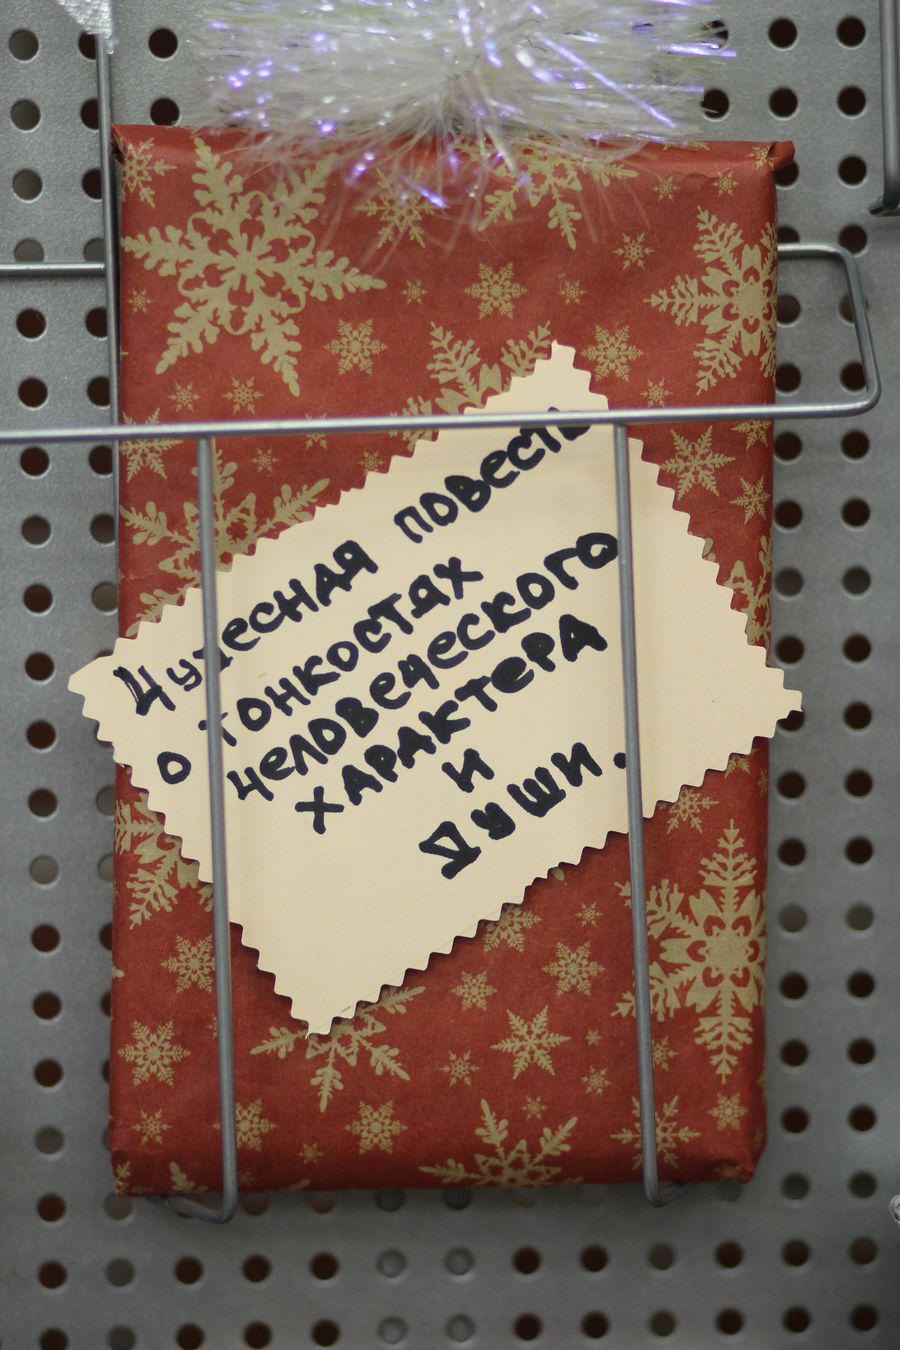 Чудесная повесть
о тонкостях
человеческого
характера
и
души.